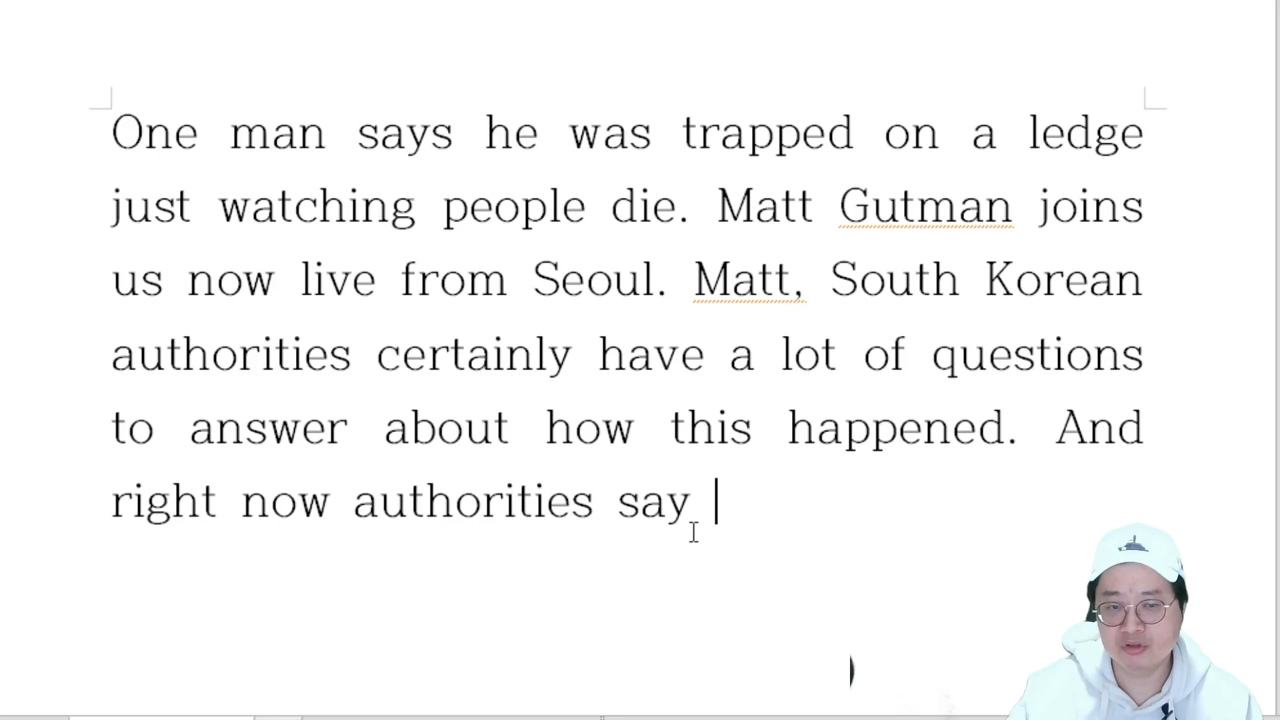 One man says he was trapped on a ledge
just watching people die. Matt Gutman joins
us now live from Seoul. Matt, South Korean
authorities certainly have a lot of questions
to answer about how this happened. And
right now authorities say